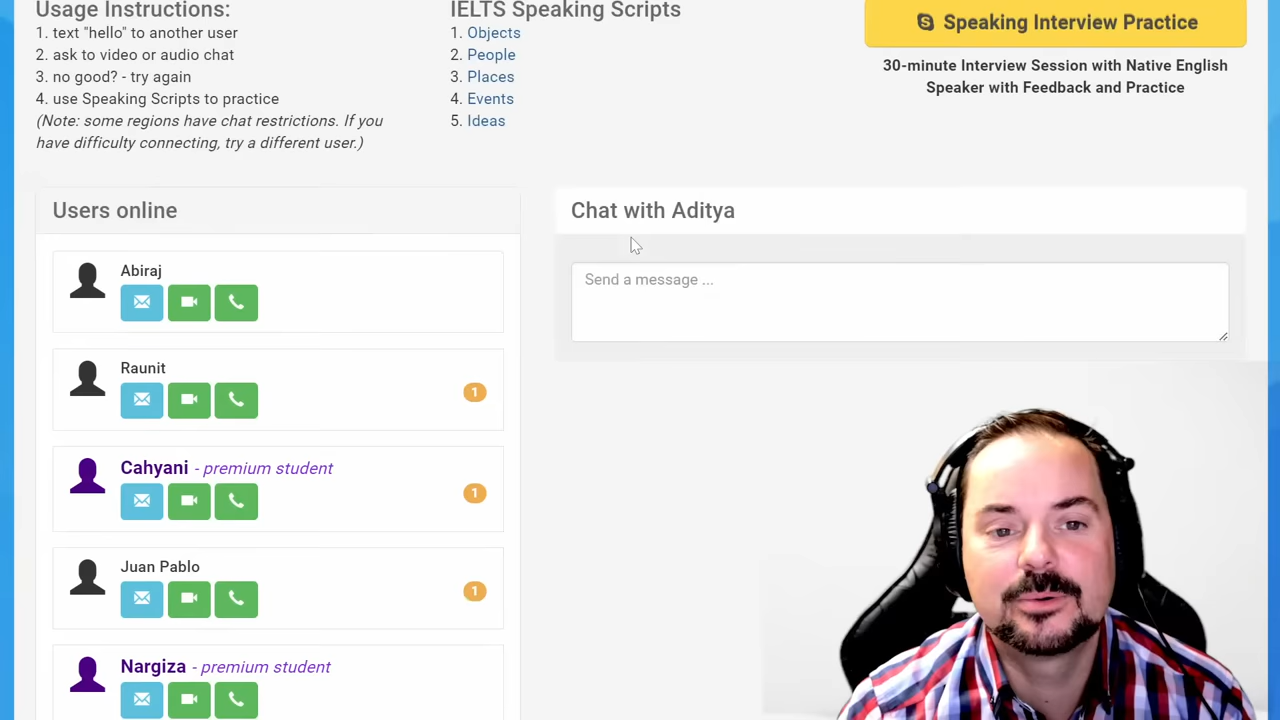 Usage Instructions:
1. text "hello" to another user
2. ask to video or audio chat
3. no good? - try again
4. use Speaking Scripts to practice
(Note: some regions have chat restrictions. If you
have difficulty connecting, try a different user.)
IELTS Speaking Scripts
1. Objects
2. People
3. Places
4. Events
5. Ideas
Speaking Interview Practice
30-minute Interview Session with Native English
Speaker with Feedback and Practice
Users online
Abiraj
Raunit
1
Cahyani - premium student
1
Juan Pablo
1
Nargiza - premium student
Chat with Aditya
Send a message ...